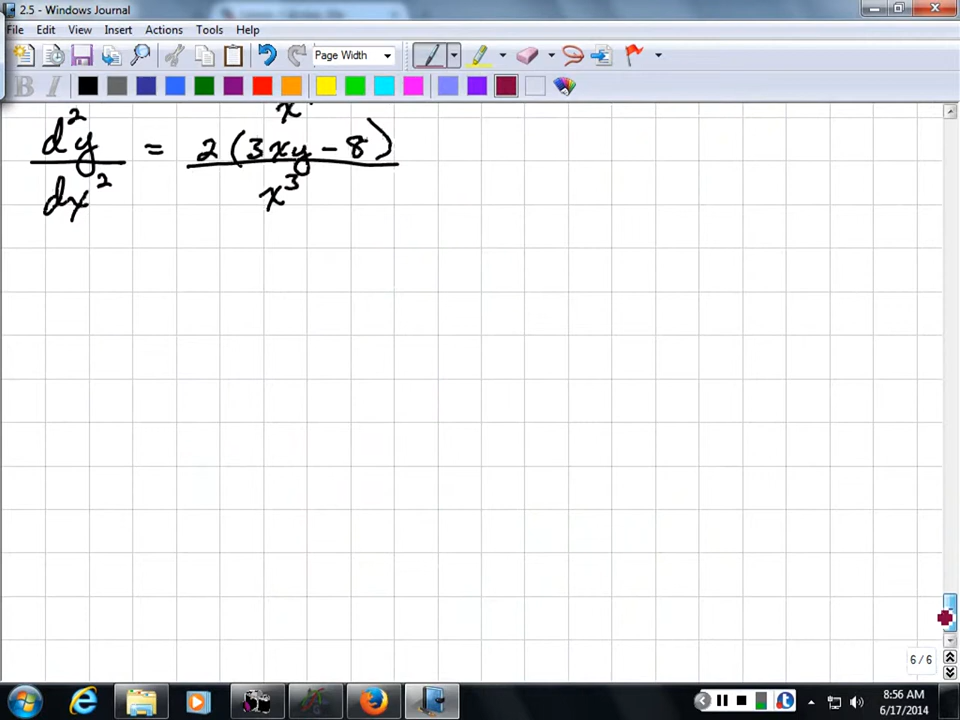 2.5 - Windows Journal
File Edit View Insert Actions Tools Help
Page Width
B I
x
d²y/dx² = 2(3xy - 8)/x³
6 / 6
8:56 AM
6/17/2014